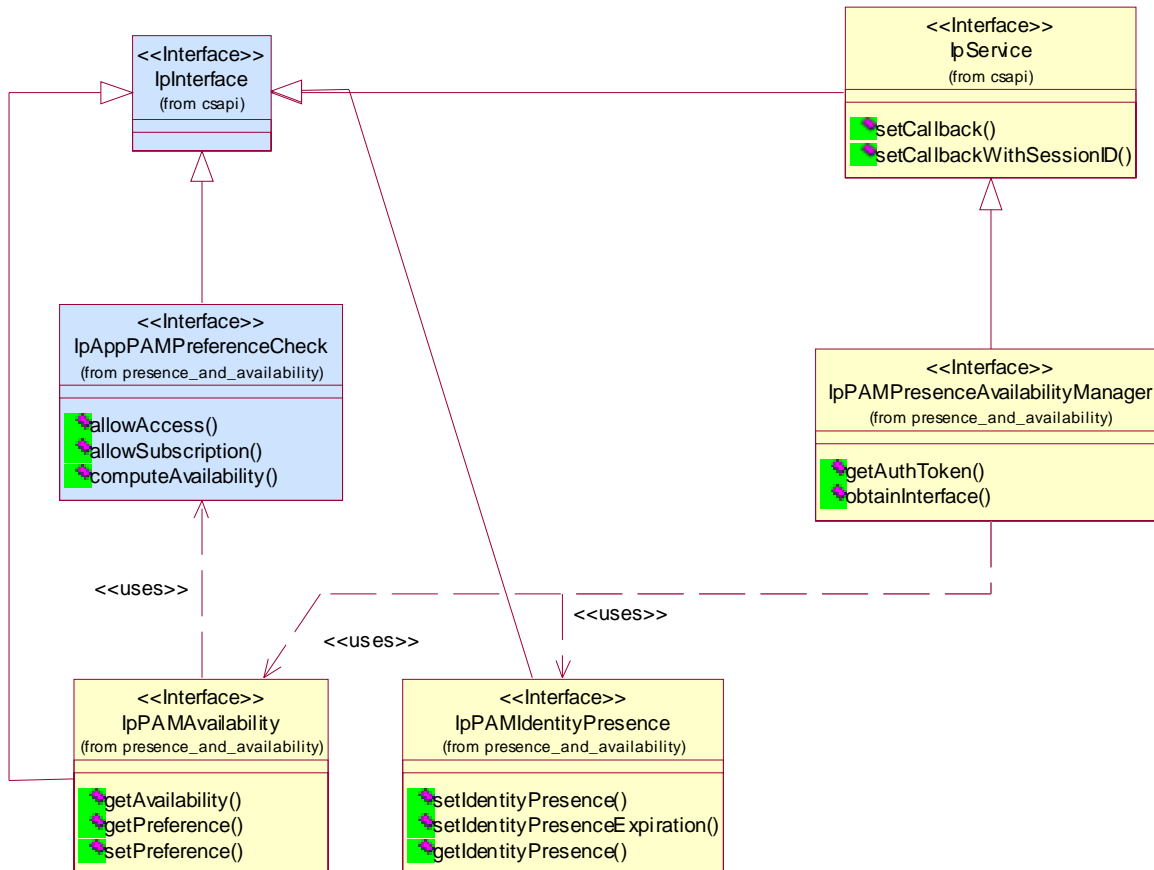 <<Interface>>
IpInterface
(from csapi)
<<Interface>>
IpService
(from csapi)
setCallback()
setCallbackWithSessionID()
<<Interface>>
IpAppPAMPreferenceCheck
(from presence_and_availability)
allowAccess()
allowSubscription()
computeAvailability()
<<Interface>>
IpPAMPresenceAvailabilityManager
(from presence_and_availability)
getAuthToken()
obtainInterface()
<<uses>>
<<uses>>
<<uses>>
<<Interface>>
IpPAMAvailability
(from presence_and_availability)
getAvailability()
getPreference()
setPreference()
<<Interface>>
IpPAMIdentityPresence
(from presence_and_availability)
setIdentityPresence()
setIdentityPresenceExpiration()
getIdentityPresence()